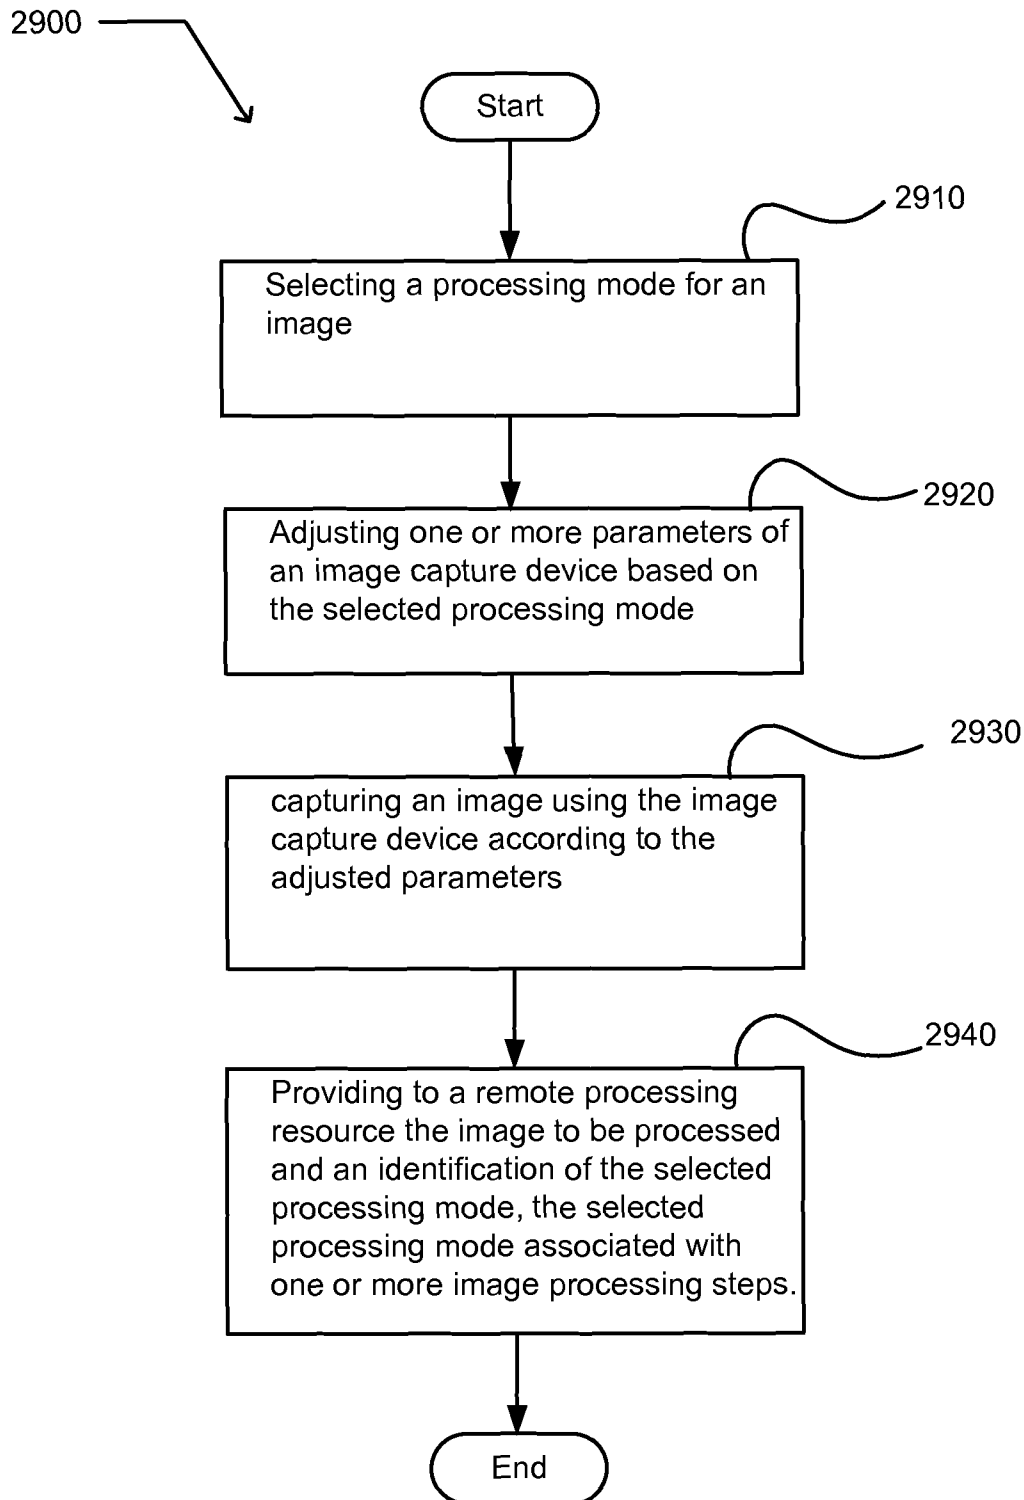 2900
Start
2910
Selecting a processing mode for an
image
2920
Adjusting one or more parameters of
an image capture device based on
the selected processing mode
2930
capturing an image using the image
capture device according to the
adjusted parameters
2940
Providing to a remote processing
resource the image to be processed
and an identification of the selected
processing mode, the selected
processing mode associated with
one or more image processing steps.
End